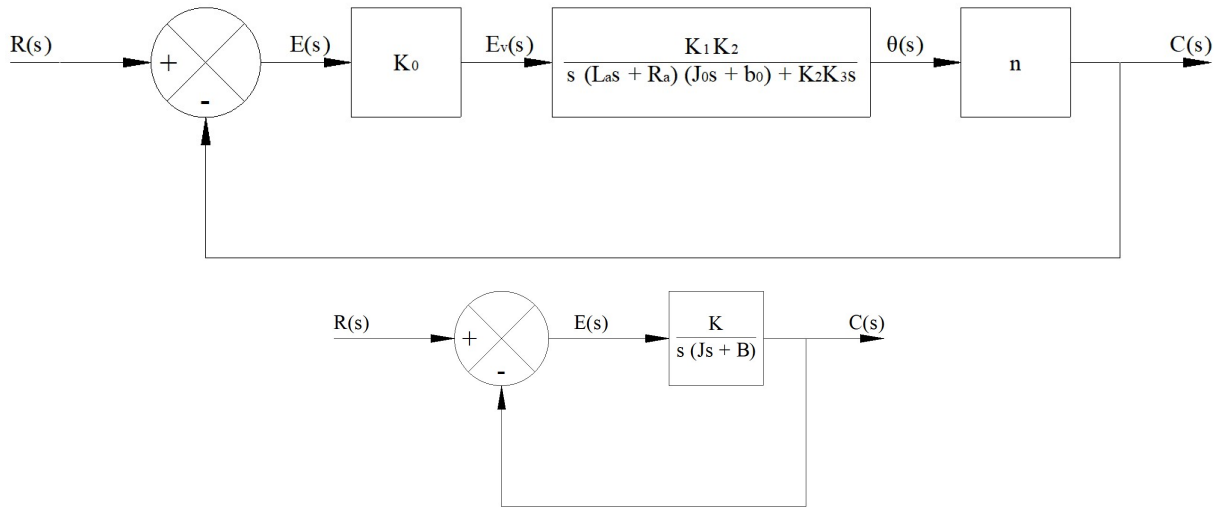 R(s)
+
-
E(s)
K₀
Eᵥ(s)
K₁K₂
s (Lₐs + Rₐ) (J₀s + b₀) + K₂K₃s
θ(s)
n
C(s)
R(s)
+
-
E(s)
K
s (Js + B)
C(s)